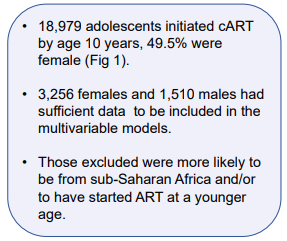 • 18,979 adolescents initiated cART
by age 10 years, 49.5% were
female (Fig 1).
• 3,256 females and 1,510 males had
sufficient data to be included in the
multivariable models.
• Those excluded were more likely to
be from sub-Saharan Africa and/or
to have started ART at a younger
age.